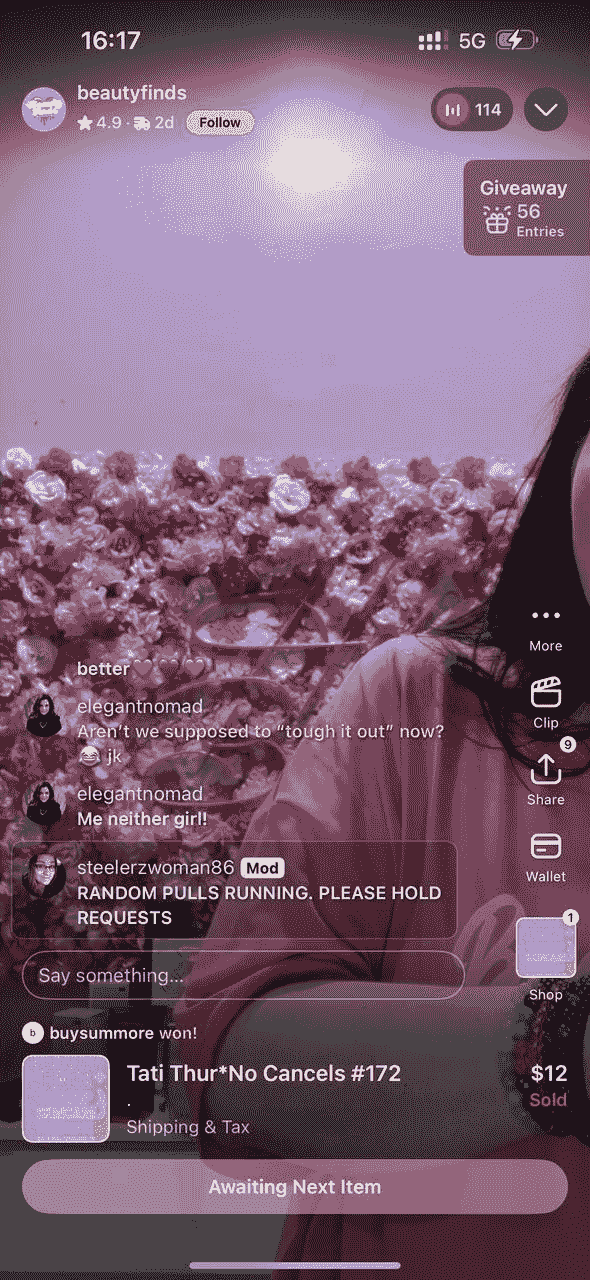 16:17
5G
beautyfinds
4.9 · 2d
Follow
114
Giveaway
56
Entries
More
Clip
9
Share
Wallet
1
Shop
better
elegantnomad
Aren't we supposed to "tough it out" now?
😂 jk
elegantnomad
Me neither girl!
steelerzwoman86 Mod
RANDOM PULLS RUNNING. PLEASE HOLD
REQUESTS
Say something...
b buysummore won!
Tati Thur*No Cancels #172
$12
.
Sold
Shipping & Tax
Awaiting Next Item